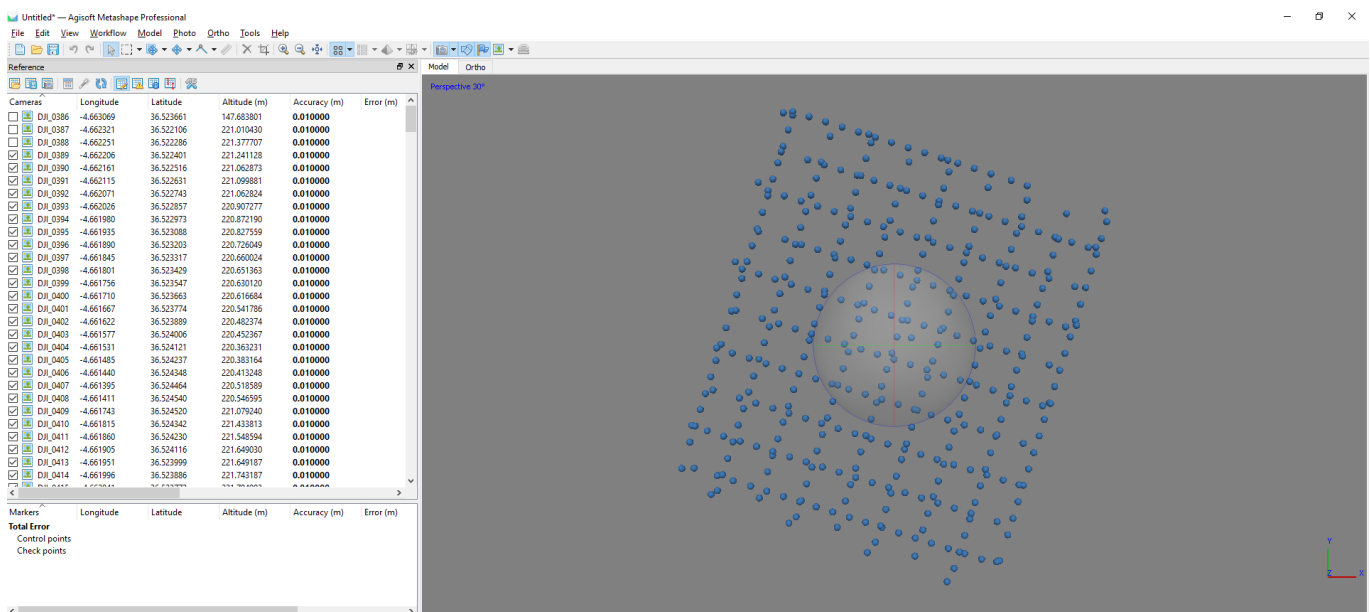 Untitled* — Agisoft Metashape Professional
File Edit View Workflow Model Photo Ortho Tools Help
Reference
Model Ortho
Perspective 30°
Cameras Longitude Latitude Altitude (m) Accuracy (m) Error (m)
DJI_0386 -4.663069 36.523661 147.683801 0.010000
DJI_0387 -4.662321 36.522106 221.010430 0.010000
DJI_0388 -4.662251 36.522286 221.377707 0.010000
DJI_0389 -4.662206 36.522401 221.241128 0.010000
DJI_0390 -4.662161 36.522516 221.062873 0.010000
DJI_0391 -4.662115 36.522631 221.099881 0.010000
DJI_0392 -4.662071 36.522743 221.062824 0.010000
DJI_0393 -4.662026 36.522857 220.907277 0.010000
DJI_0394 -4.661980 36.522973 220.872190 0.010000
DJI_0395 -4.661935 36.523088 220.827559 0.010000
DJI_0396 -4.661890 36.523203 220.726049 0.010000
DJI_0397 -4.661845 36.523317 220.660024 0.010000
DJI_0398 -4.661801 36.523429 220.651363 0.010000
DJI_0399 -4.661756 36.523547 220.630120 0.010000
DJI_0400 -4.661710 36.523663 220.616684 0.010000
DJI_0401 -4.661667 36.523774 220.541786 0.010000
DJI_0402 -4.661622 36.523889 220.482374 0.010000
DJI_0403 -4.661577 36.524006 220.452367 0.010000
DJI_0404 -4.661531 36.524121 220.363231 0.010000
DJI_0405 -4.661485 36.524237 220.383164 0.010000
DJI_0406 -4.661440 36.524348 220.413248 0.010000
DJI_0407 -4.661395 36.524464 220.518589 0.010000
DJI_0408 -4.661411 36.524540 220.546595 0.010000
DJI_0409 -4.661743 36.524520 221.079240 0.010000
DJI_0410 -4.661815 36.524342 221.433813 0.010000
DJI_0411 -4.661860 36.524230 221.548594 0.010000
DJI_0412 -4.661905 36.524116 221.649030 0.010000
DJI_0413 -4.661951 36.523999 221.649187 0.010000
DJI_0414 -4.661996 36.523886 221.743187 0.010000
Markers Longitude Latitude Altitude (m) Accuracy (m) Error (m)
Total Error
Control points
Check points
Y
Z X